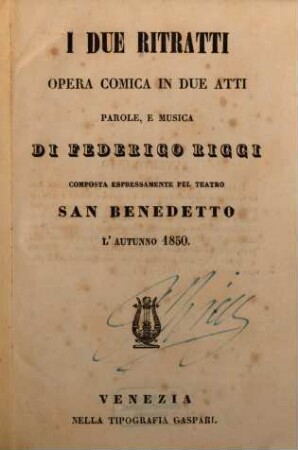 I DUE RITRATTI
OPERA COMICA IN DUE ATTI
PAROLE, E MUSICA
DI FEDERICO RICCI
COMPOSTA ESPRESSAMENTE PEL TEATRO
SAN BENEDETTO
L'AUTUNNO 1850.
VENEZIA
NELLA TIPOGRAFIA GASPARI.